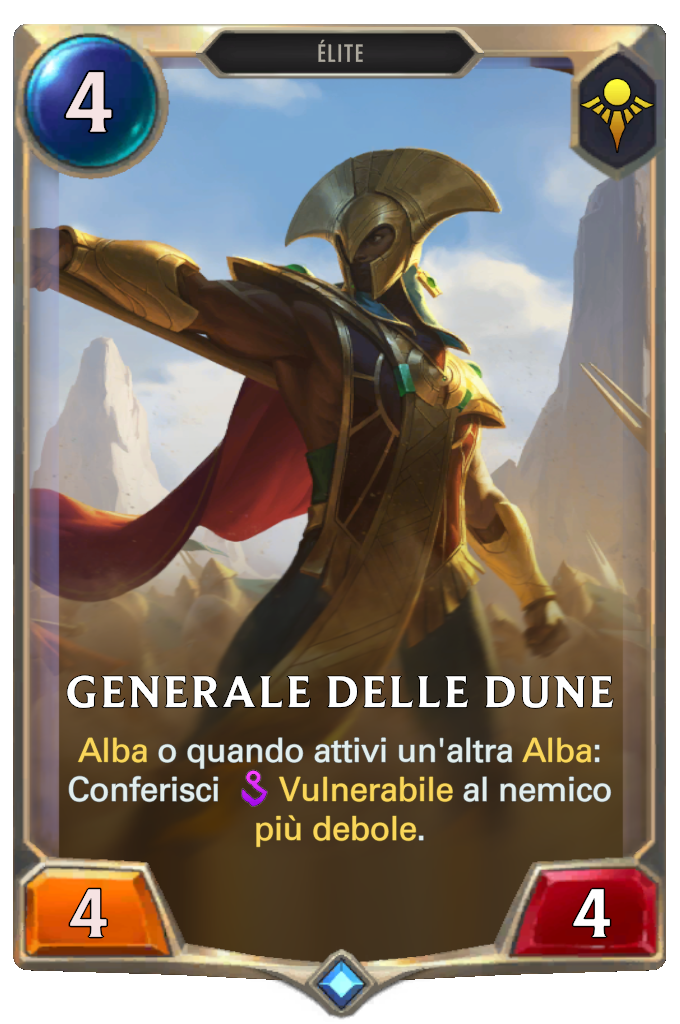 4
ÉLITE
GENERALE DELLE DUNE
Alba o quando attivi un'altra Alba:
Conferisci Vulnerabile al nemico
più debole.
4
4